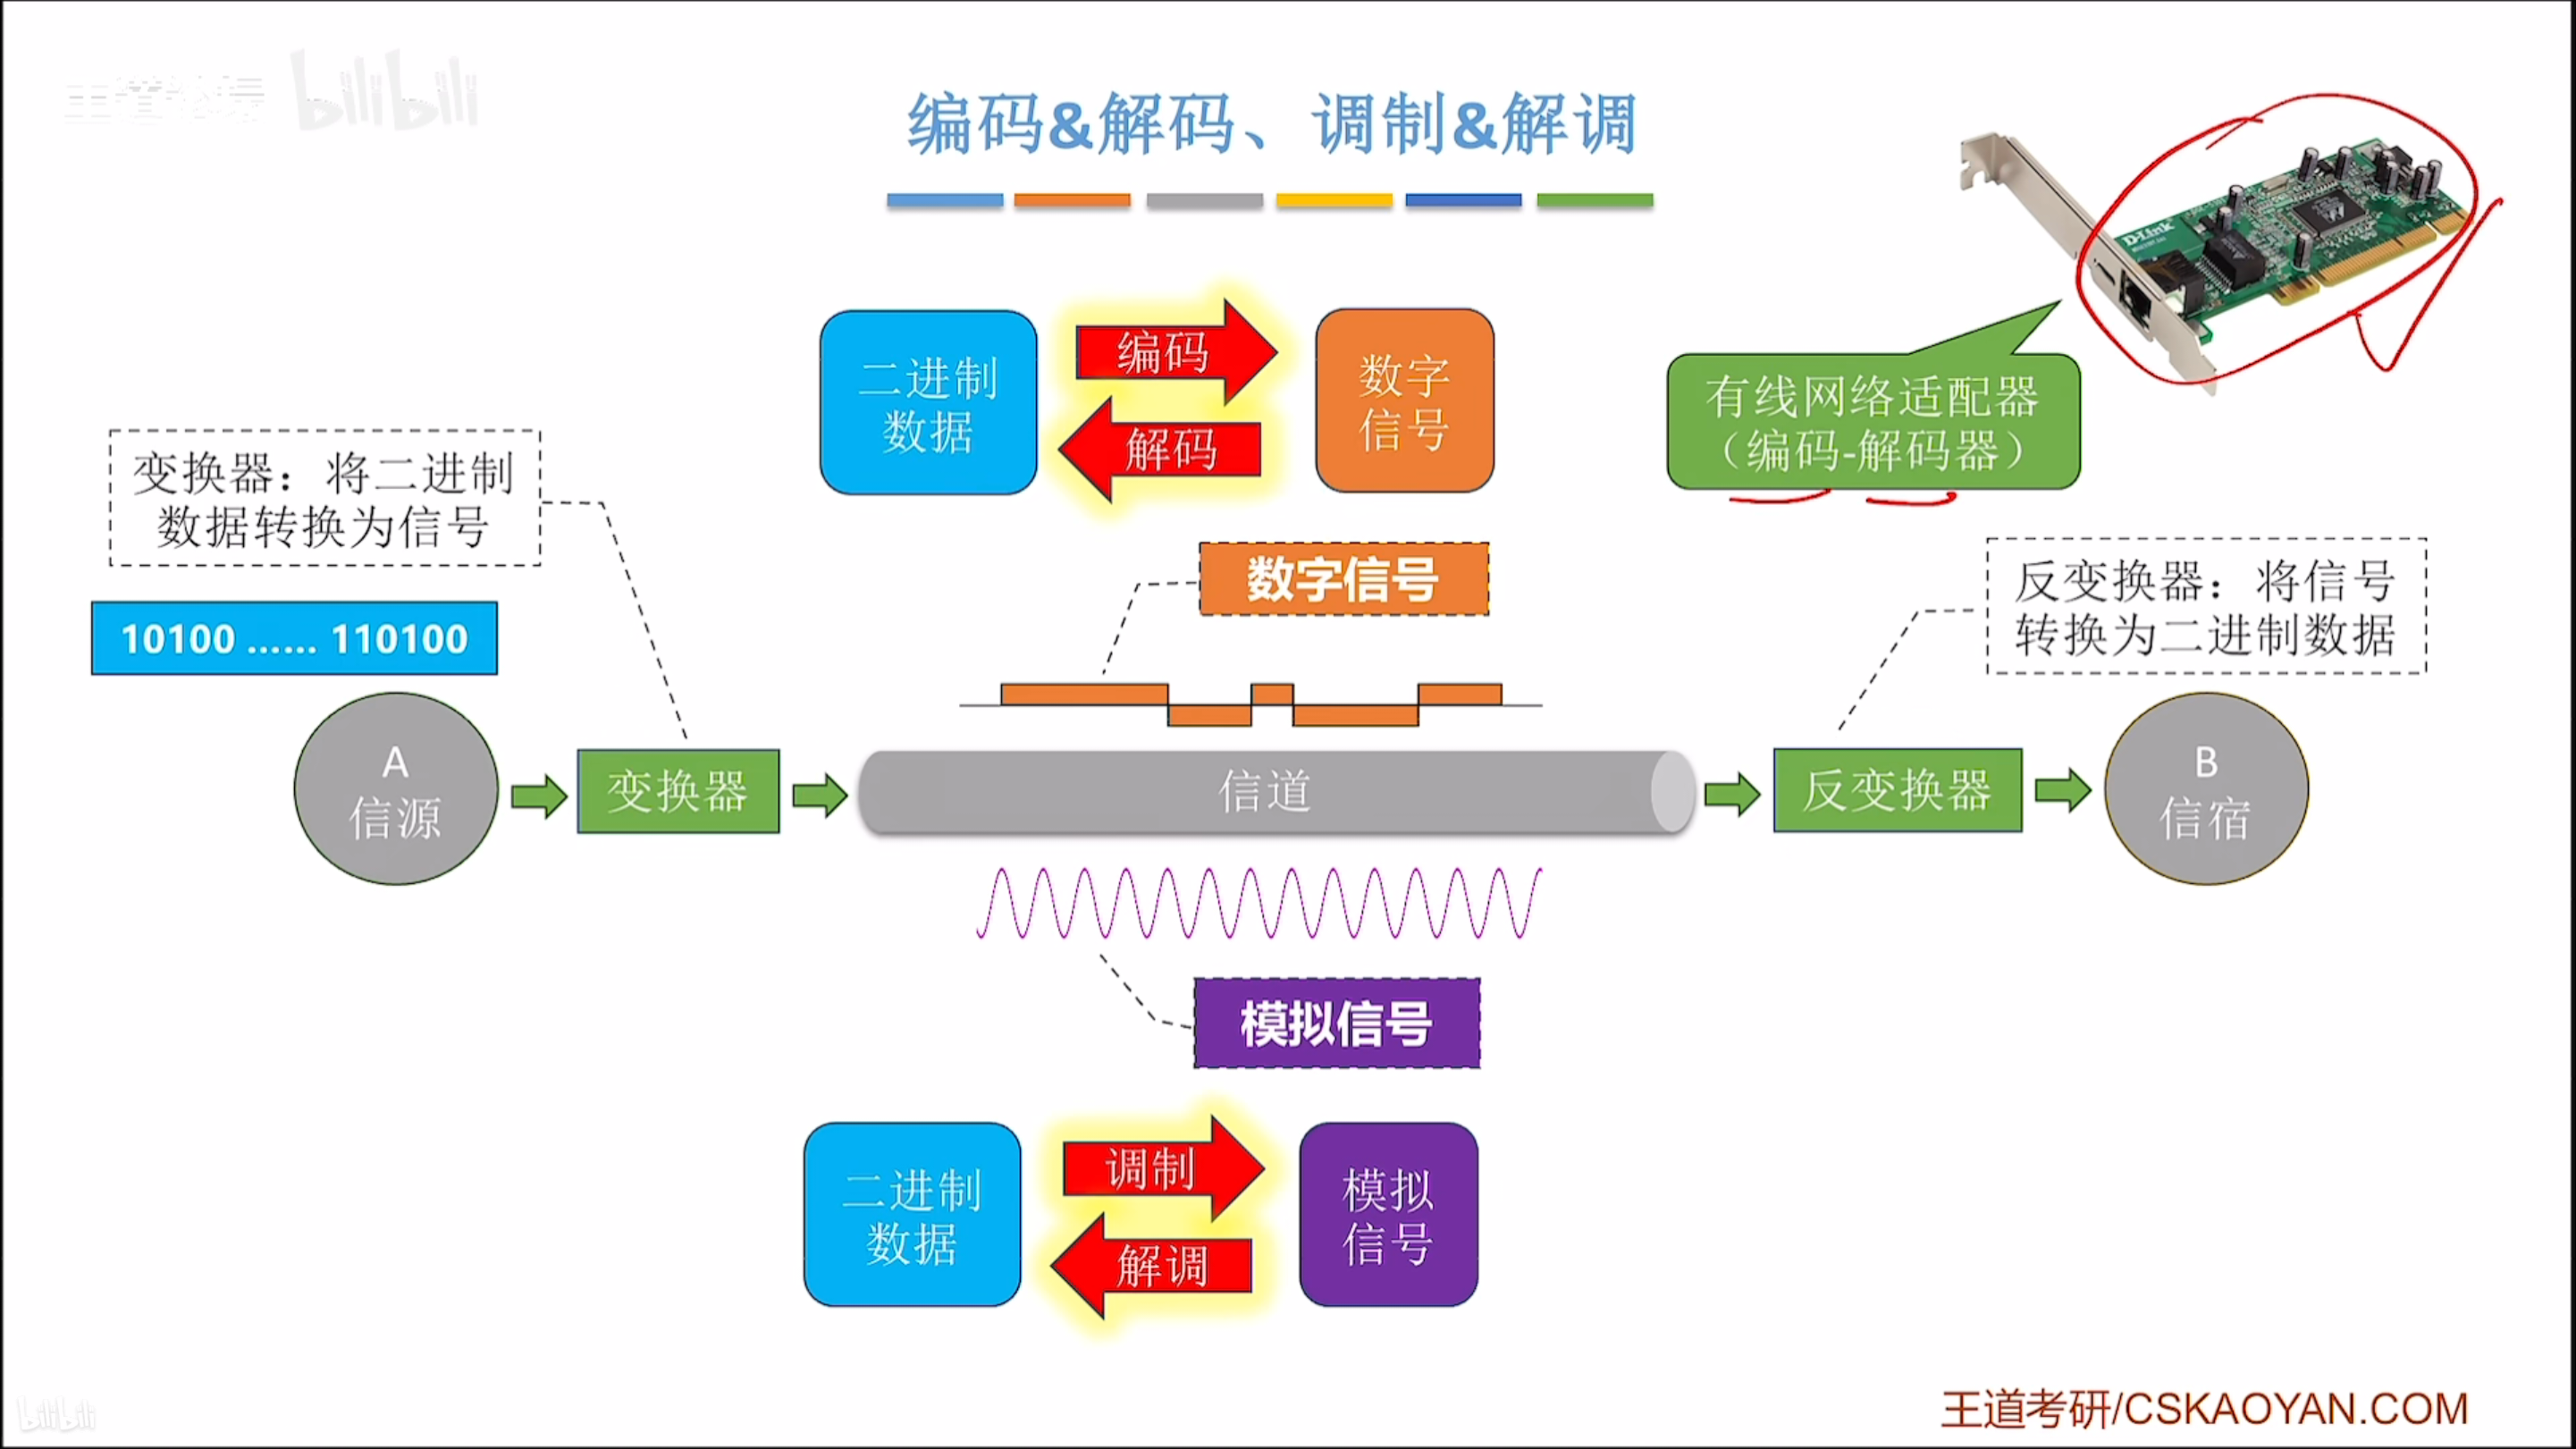 王道论坛 bilibili
编码&解码、调制&解调
D-Link
二进制
数据
编码
解码
数字
信号
有线网络适配器
（编码-解码器）
变换器：将二进制
数据转换为信号
数字信号
反变换器：将信号
转换为二进制数据
10100 ...... 110100
A
信源
变换器
信道
反变换器
B
信宿
模拟信号
二进制
数据
调制
解调
模拟
信号
bilibili
王道考研/CSKAOYAN.COM